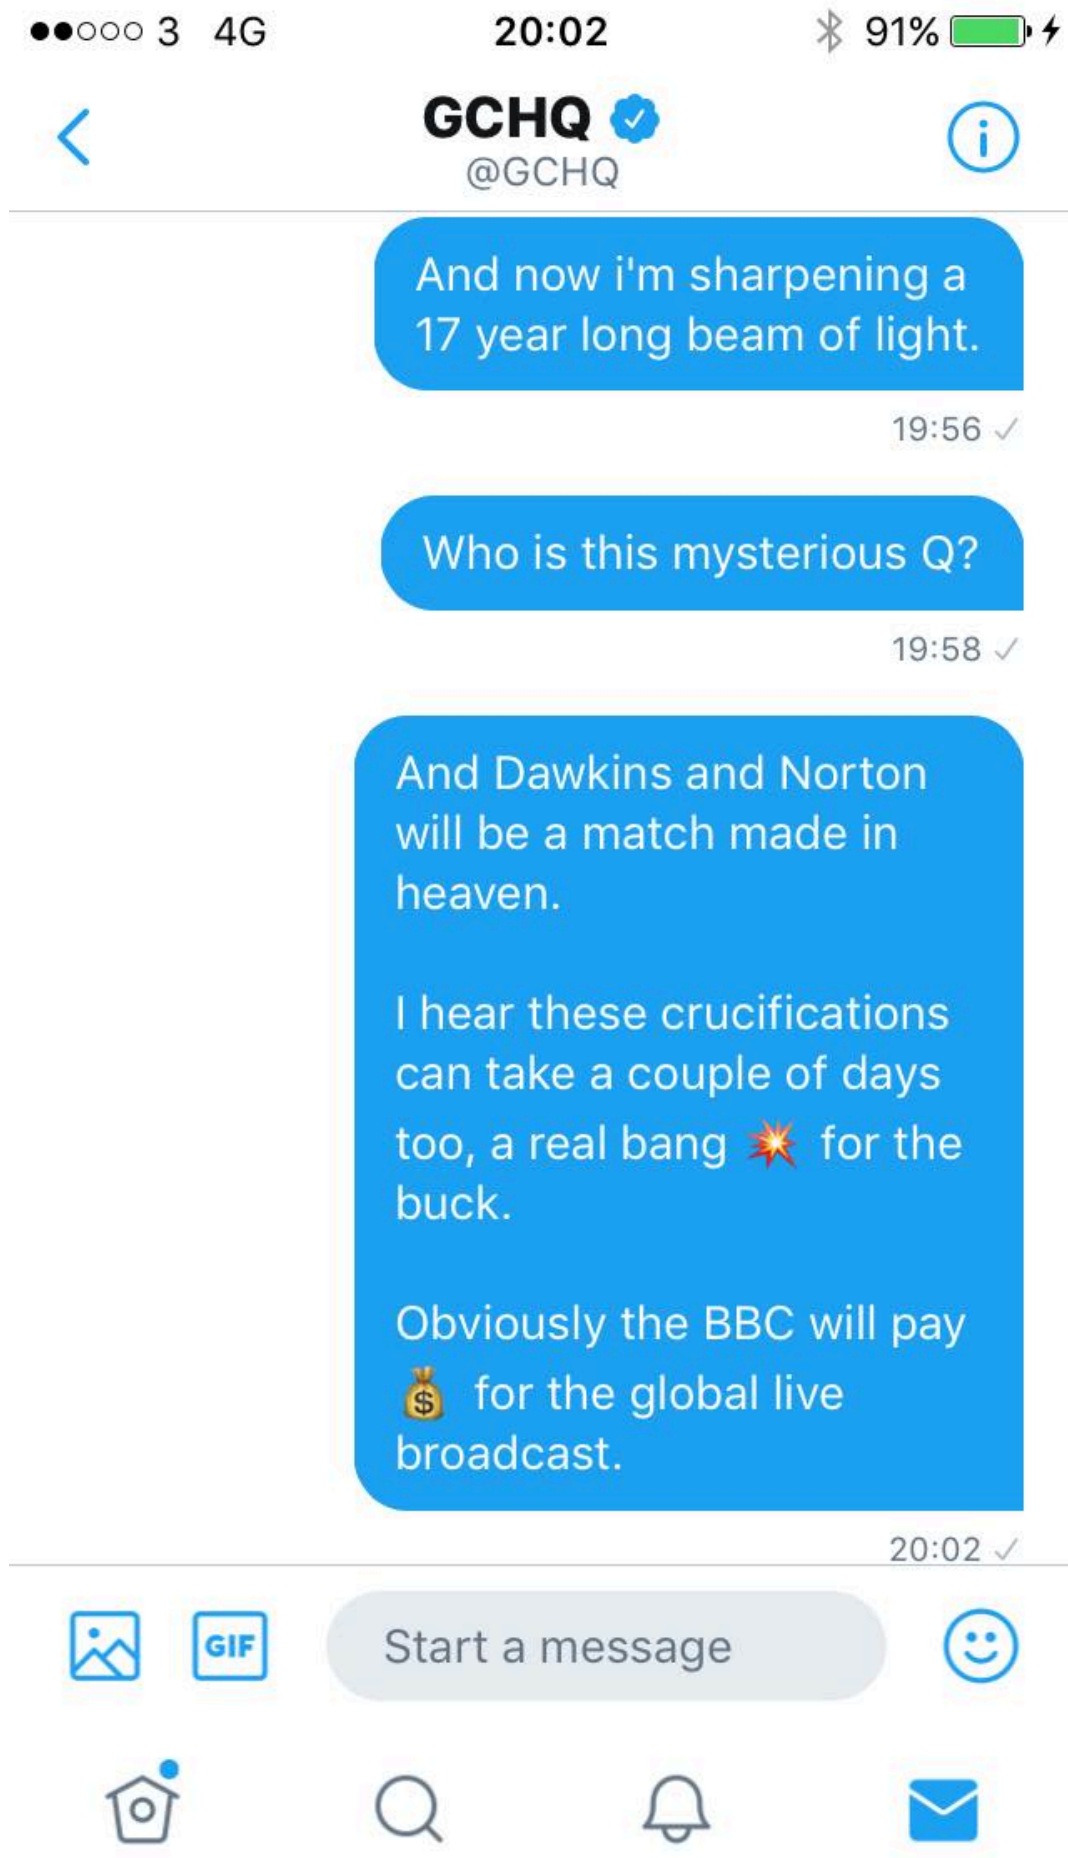 3 4G 20:02 91%
GCHQ
@GCHQ
And now i'm sharpening a
17 year long beam of light.
19:56
Who is this mysterious Q?
19:58
And Dawkins and Norton
will be a match made in
heaven.
I hear these crucifications
can take a couple of days
too, a real bang 💥 for the
buck.
Obviously the BBC will pay
💰 for the global live
broadcast.
20:02
GIF Start a message